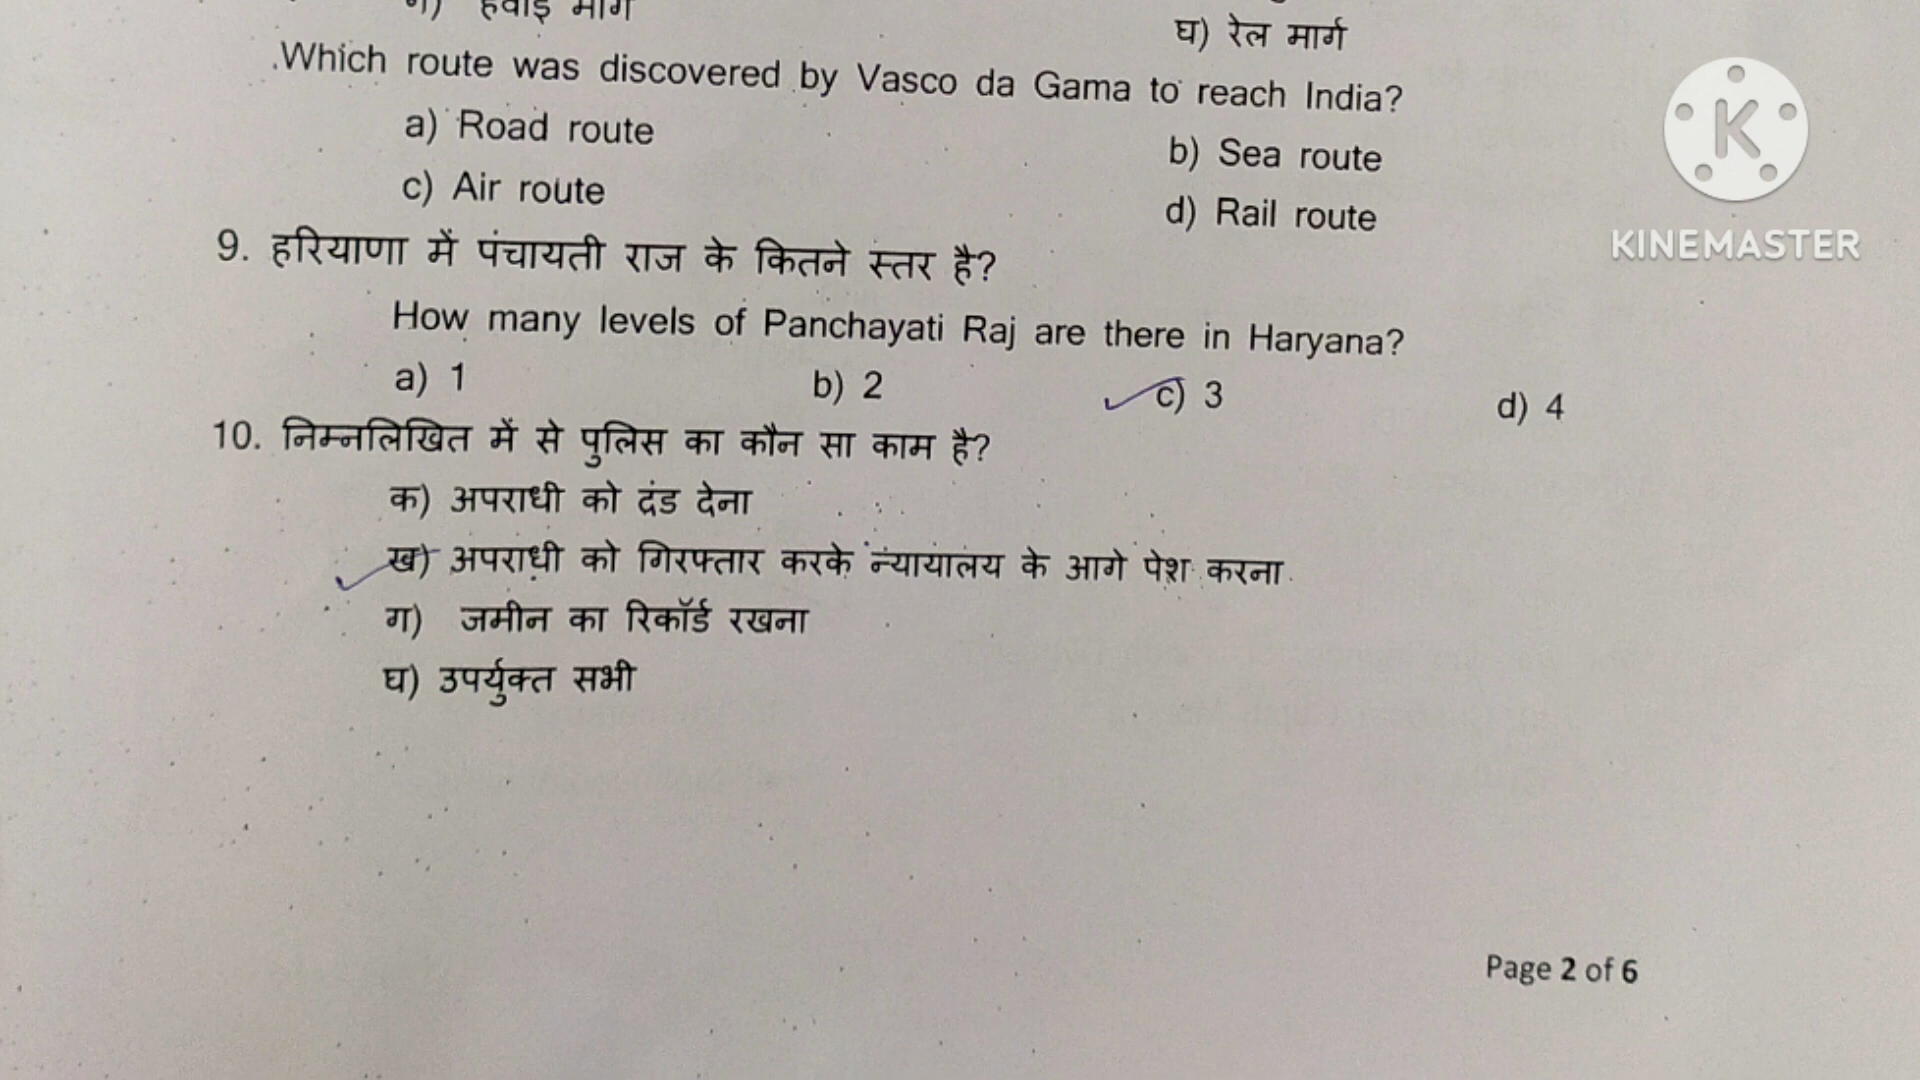 ग) हवाई मार्ग
घ) रेल मार्ग
.Which route was discovered by Vasco da Gama to reach India?
a) Road route
b) Sea route
c) Air route
d) Rail route
9. हरियाणा में पंचायती राज के कितने स्तर है?
How many levels of Panchayati Raj are there in Haryana?
a) 1 b) 2 c) 3 d) 4
10. निम्नलिखित में से पुलिस का कौन सा काम है?
क) अपराधी को दंड देना
ख) अपराधी को गिरफ्तार करके न्यायालय के आगे पेश करना
ग) जमीन का रिकॉर्ड रखना
घ) उपर्युक्त सभी
Page 2 of 6
K
KINEMASTER